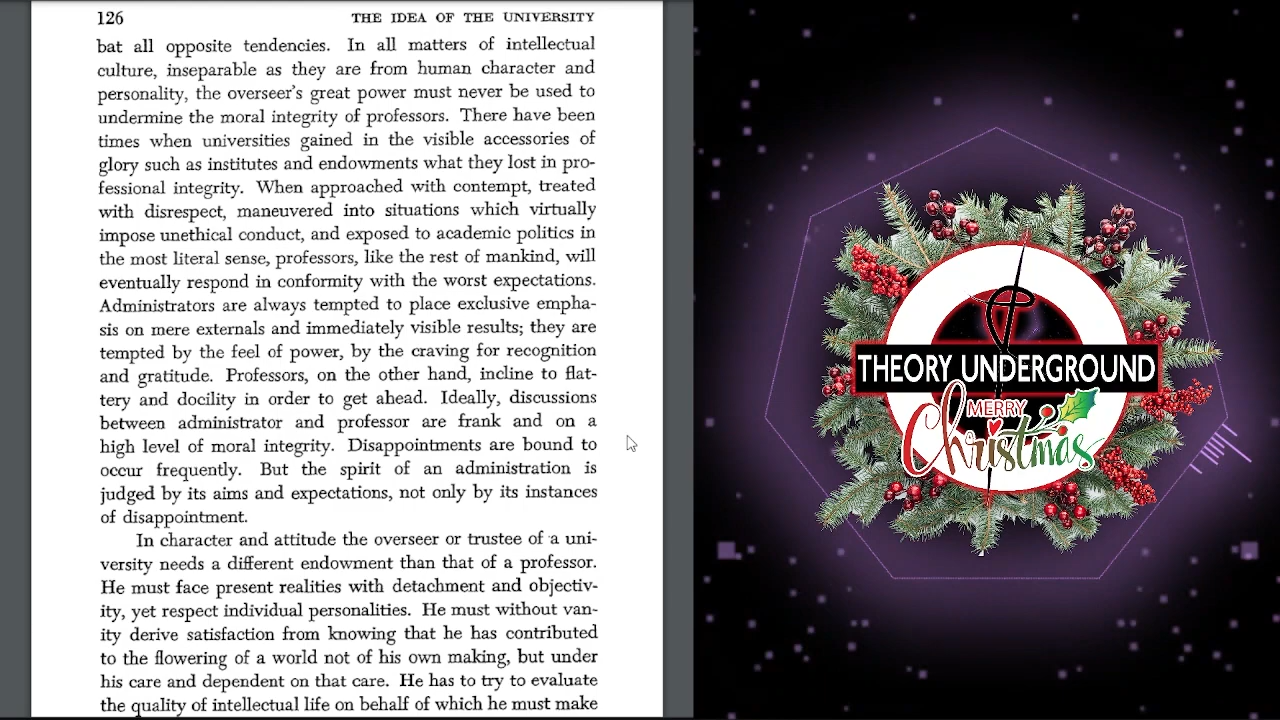 126
THE IDEA OF THE UNIVERSITY
bat all opposite tendencies. In all matters of intellectual
culture, inseparable as they are from human character and
personality, the overseer's great power must never be used to
undermine the moral integrity of professors. There have been
times when universities gained in the visible accessories of
glory such as institutes and endowments what they lost in pro-
fessional integrity. When approached with contempt, treated
with disrespect, maneuvered into situations which virtually
impose unethical conduct, and exposed to academic politics in
the most literal sense, professors, like the rest of mankind, will
eventually respond in conformity with the worst expectations.
Administrators are always tempted to place exclusive empha-
sis on mere externals and immediately visible results; they are
tempted by the feel of power, by the craving for recognition
and gratitude. Professors, on the other hand, incline to flat-
tery and docility in order to get ahead. Ideally, discussions
between administrator and professor are frank and on a
high level of moral integrity. Disappointments are bound to
occur frequently. But the spirit of an administration is
judged by its aims and expectations, not only by its instances
of disappointment.
In character and attitude the overseer or trustee of a uni-
versity needs a different endowment than that of a professor.
He must face present realities with detachment and objectiv-
ity, yet respect individual personalities. He must without van-
ity derive satisfaction from knowing that he has contributed
to the flowering of a world not of his own making, but under
his care and dependent on that care. He has to try to evaluate
the quality of intellectual life on behalf of which he must make
THEORY UNDERGROUND
MERRY
Christmas